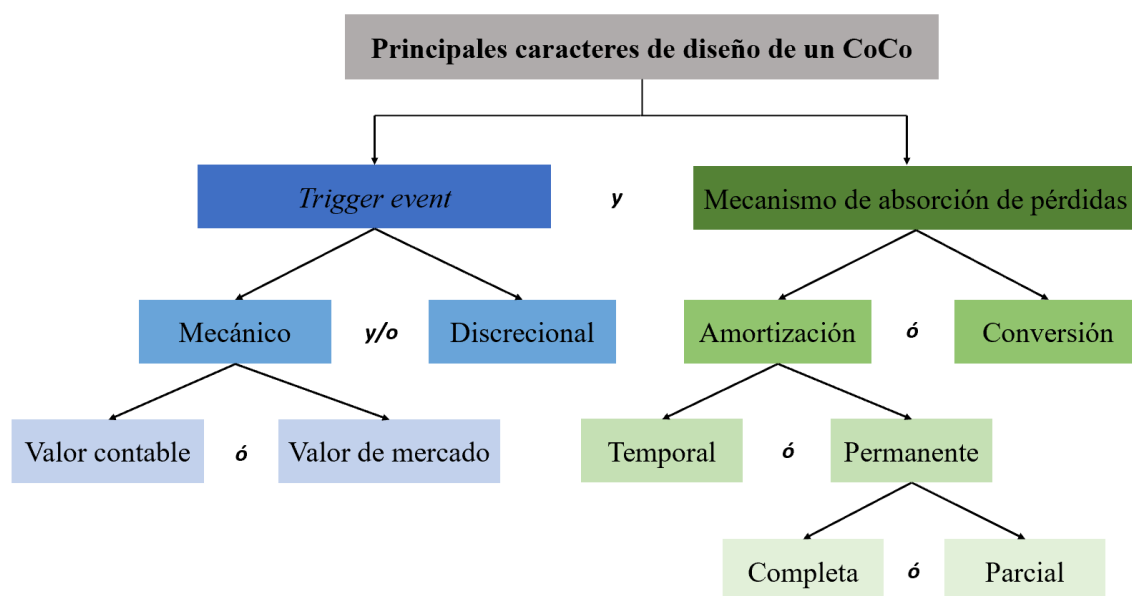 Principales caracteres de diseño de un CoCo
Trigger event
y
Mecanismo de absorción de pérdidas
Mecánico
y/o
Discrecional
Amortización
ó
Conversión
Valor contable
ó
Valor de mercado
Temporal
ó
Permanente
Completa
ó
Parcial